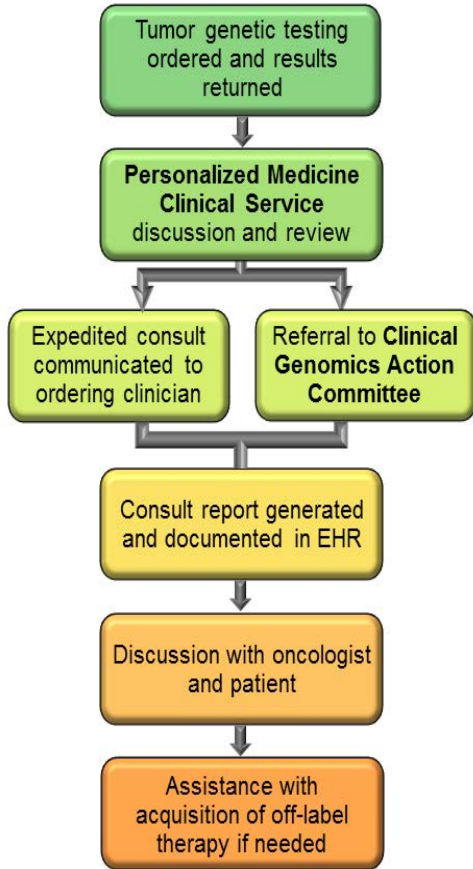 Tumor genetic testing
ordered and results
returned
Personalized Medicine
Clinical Service
discussion and review
Expedited consult
communicated to
ordering clinician
Referral to Clinical
Genomics Action
Committee
Consult report generated
and documented in EHR
Discussion with oncologist
and patient
Assistance with
acquisition of off-label
therapy if needed